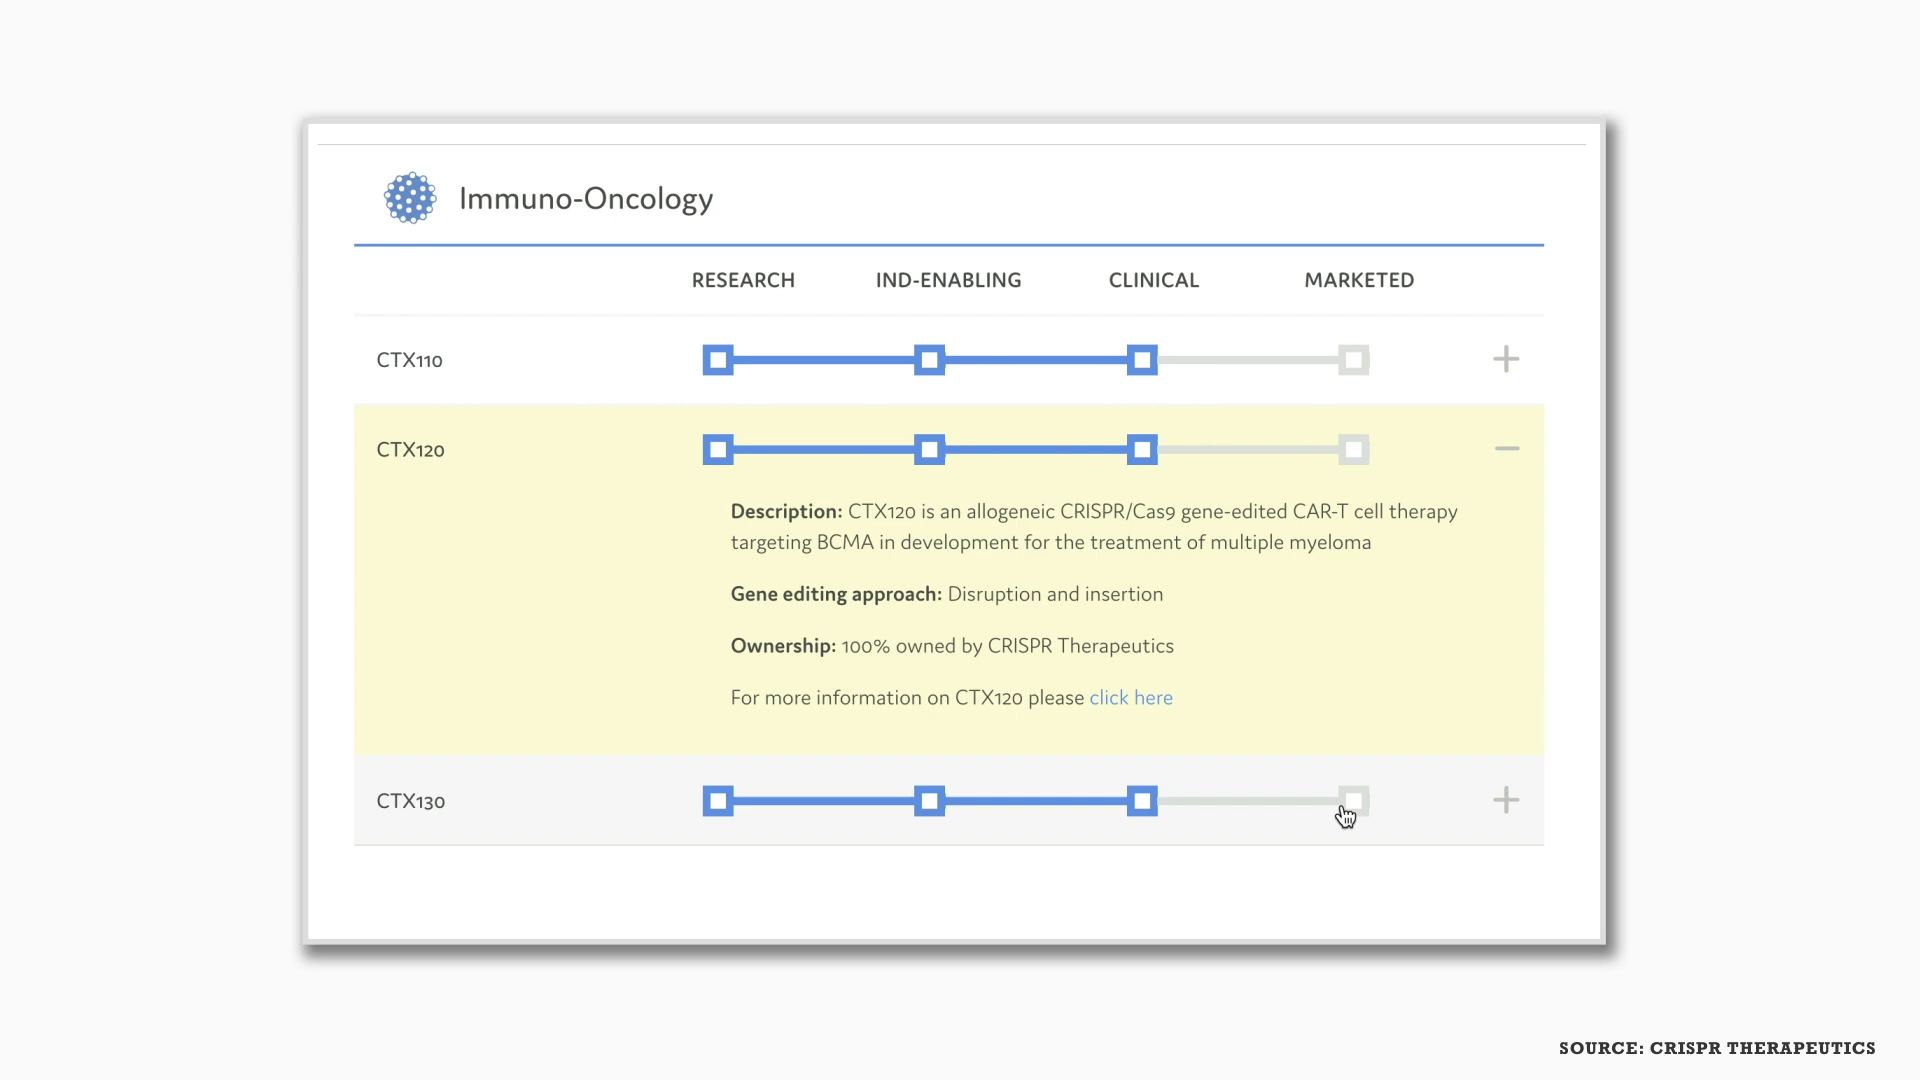 Immuno-Oncology
RESEARCH IND-ENABLING CLINICAL MARKETED
CTX110
CTX120
Description: CTX120 is an allogeneic CRISPR/Cas9 gene-edited CAR-T cell therapy
targeting BCMA in development for the treatment of multiple myeloma
Gene editing approach: Disruption and insertion
Ownership: 100% owned by CRISPR Therapeutics
For more information on CTX120 please click here
CTX130
SOURCE: CRISPR THERAPEUTICS